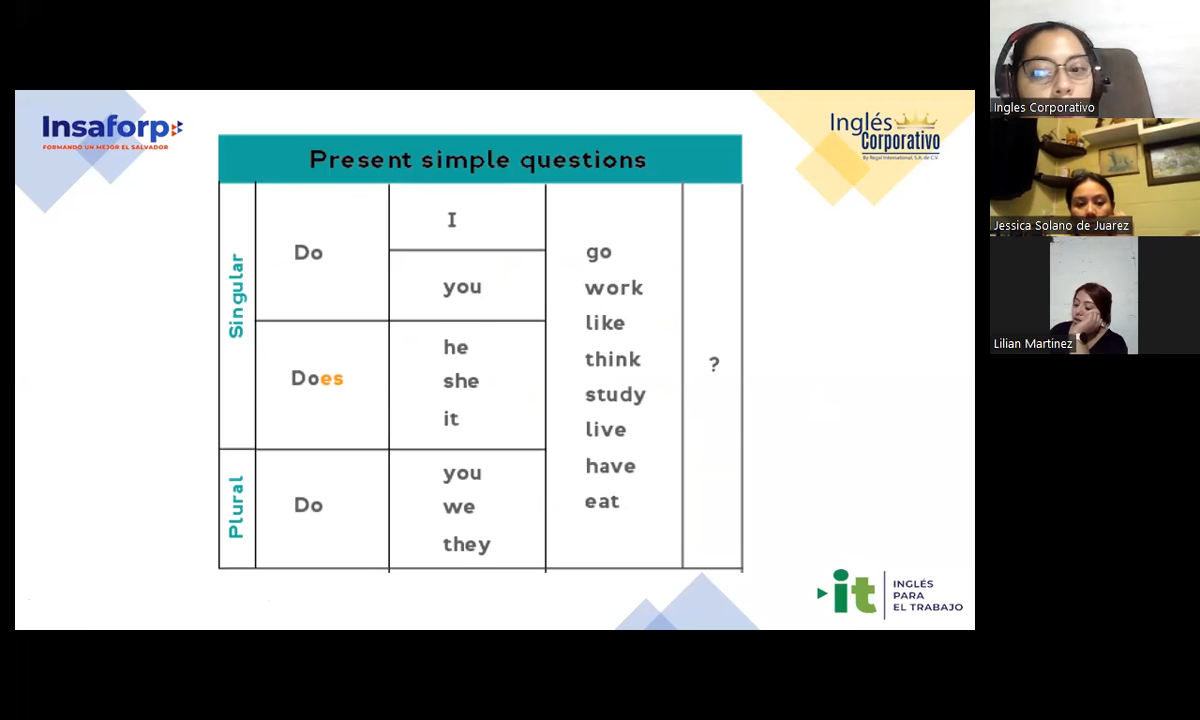 Insaforp
FORMANDO UN MEJOR EL SALVADOR
Inglés
Corporativo
By Regal International, S.A. de C.V.
Present simple questions
Singular
Do
I
you
Does
he
she
it
Plural
Do
you
we
they
go
work
like
think
study
live
have
eat
?
it
INGLÉS
PARA
EL TRABAJO
Ingles Corporativo
Jessica Solano de Juarez
Lilian Martinez